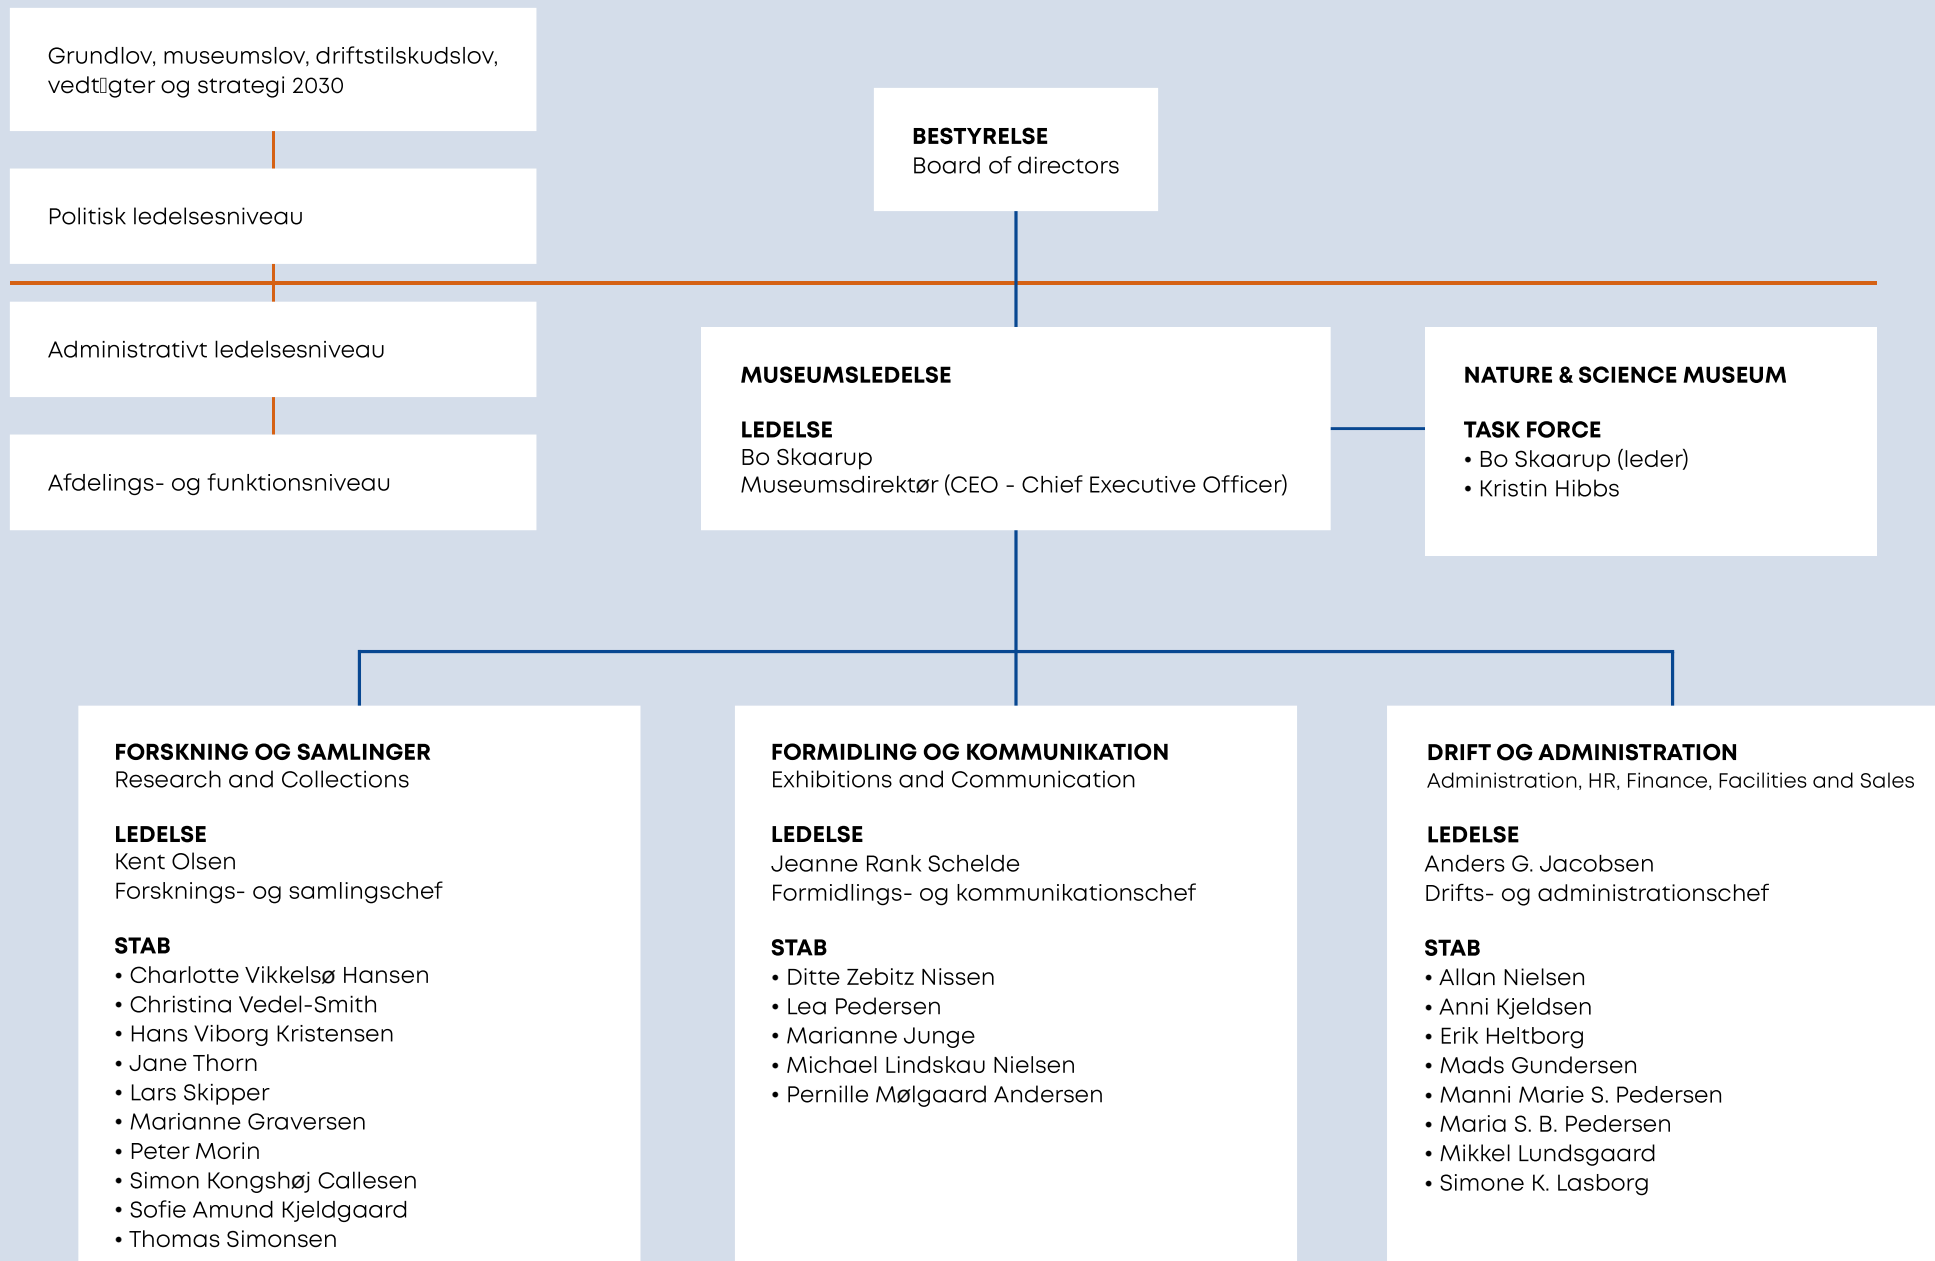 Grundlov, museumslov, driftstilskudslov,
vedt▯gter og strategi 2030
Politisk ledelsesniveau
Administrativt ledelsesniveau
Afdelings- og funktionsniveau
BESTYRELSE
Board of directors
MUSEUMSLEDELSE
LEDELSE
Bo Skaarup
Museumsdirektør (CEO - Chief Executive Officer)
NATURE & SCIENCE MUSEUM
TASK FORCE
• Bo Skaarup (leder)
• Kristin Hibbs
FORSKNING OG SAMLINGER
Research and Collections
LEDELSE
Kent Olsen
Forsknings- og samlingschef
STAB
• Charlotte Vikkelsø Hansen
• Christina Vedel-Smith
• Hans Viborg Kristensen
• Jane Thorn
• Lars Skipper
• Marianne Graversen
• Peter Morin
• Simon Kongshøj Callesen
• Sofie Amund Kjeldgaard
• Thomas Simonsen
FORMIDLING OG KOMMUNIKATION
Exhibitions and Communication
LEDELSE
Jeanne Rank Schelde
Formidlings- og kommunikationschef
STAB
• Ditte Zebitz Nissen
• Lea Pedersen
• Marianne Junge
• Michael Lindskau Nielsen
• Pernille Mølgaard Andersen
DRIFT OG ADMINISTRATION
Administration, HR, Finance, Facilities and Sales
LEDELSE
Anders G. Jacobsen
Drifts- og administrationschef
STAB
• Allan Nielsen
• Anni Kjeldsen
• Erik Heltborg
• Mads Gundersen
• Manni Marie S. Pedersen
• Maria S. B. Pedersen
• Mikkel Lundsgaard
• Simone K. Lasborg